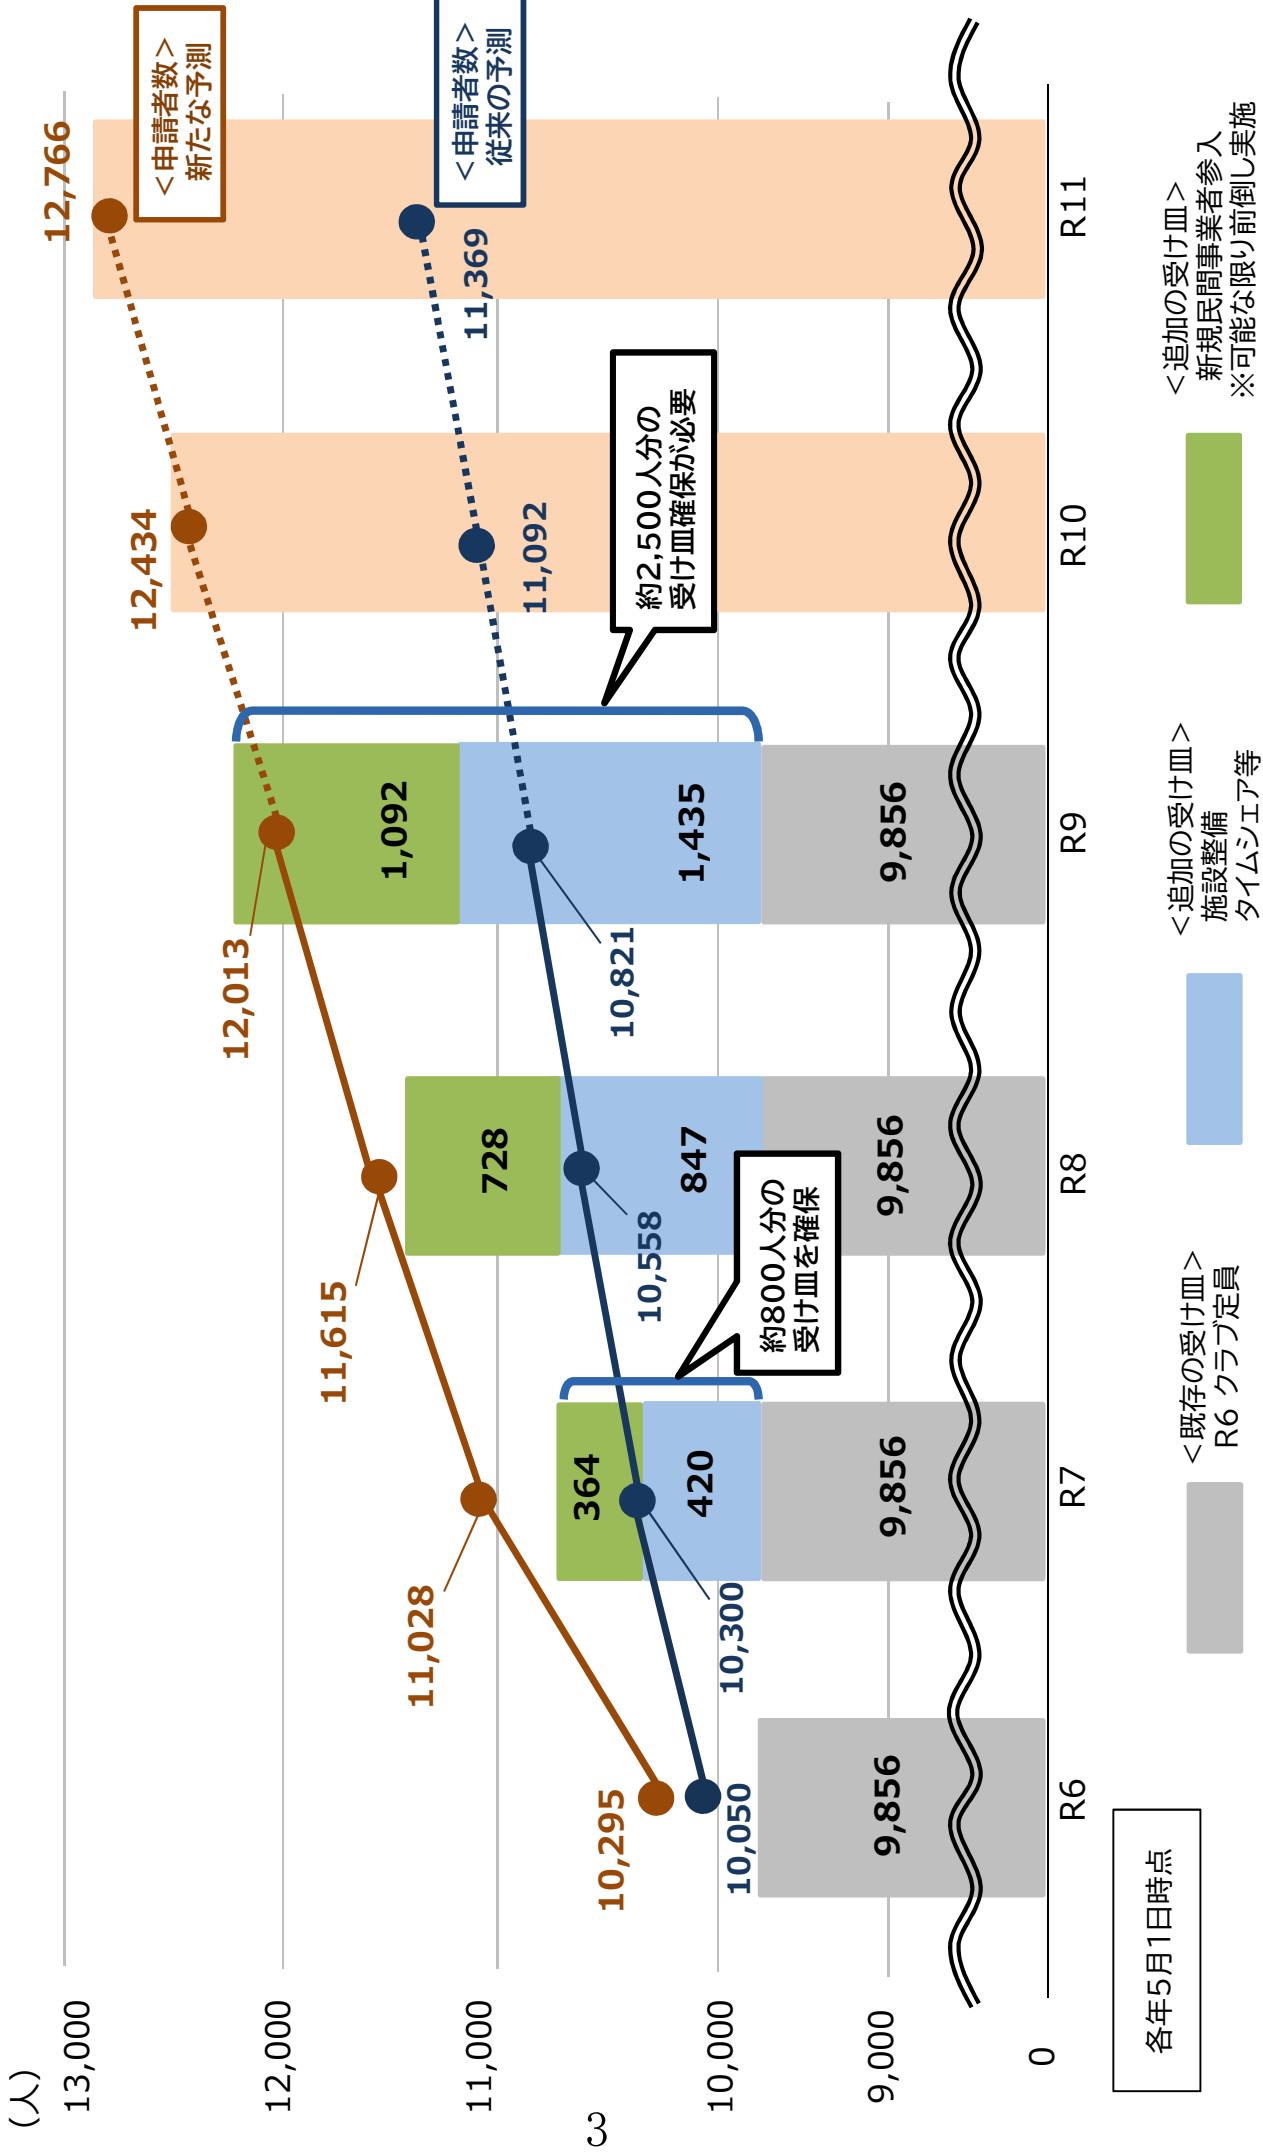 (人)
13,000
12,000
11,000
10,000
9,000
0
12,766
<申請者数>
新たな予測
12,434
12,013
11,615
11,028
10,295
<申請者数>
従来の予測
11,369
11,092
10,821
10,558
10,300
10,050
約2,500人分の
受け皿確保が必要
約800人分の
受け皿を確保
9,856
364
420
9,856
728
847
9,856
1,092
1,435
9,856
R6
R7
R8
R9
R10
R11
各年5月1日時点
<既存の受け皿>
R6 クラブ定員
<追加の受け皿>
施設整備
タイムシェア等
<追加の受け皿>
新規民間事業者参入
※可能な限り前倒し実施
3